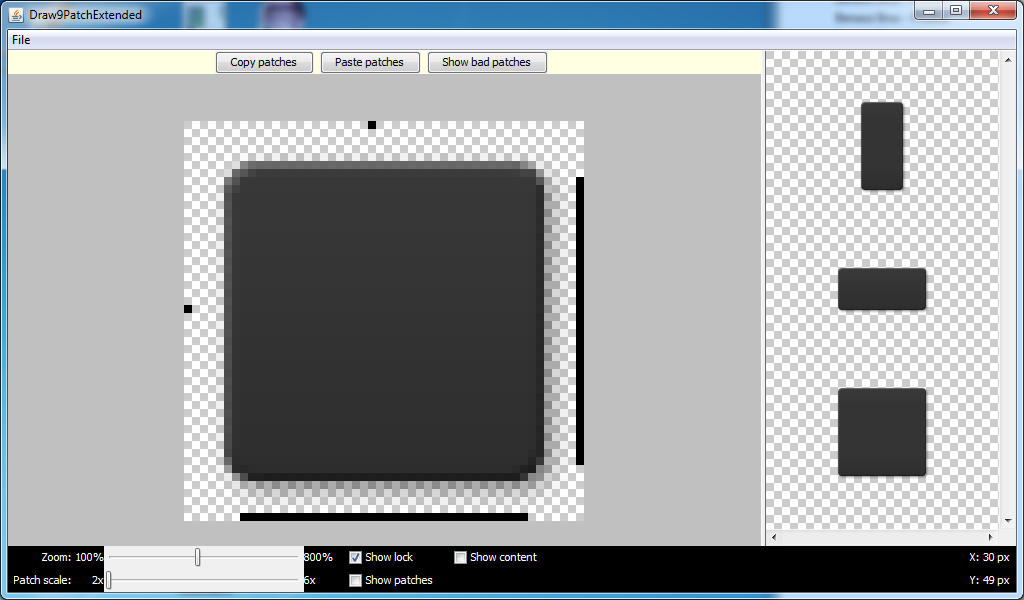 Draw9PatchExtended
File
Copy patches Paste patches Show bad patches
Zoom: 100% 800% Show lock Show content X: 30 px
Patch scale: 2x 6x Show patches Y: 49 px